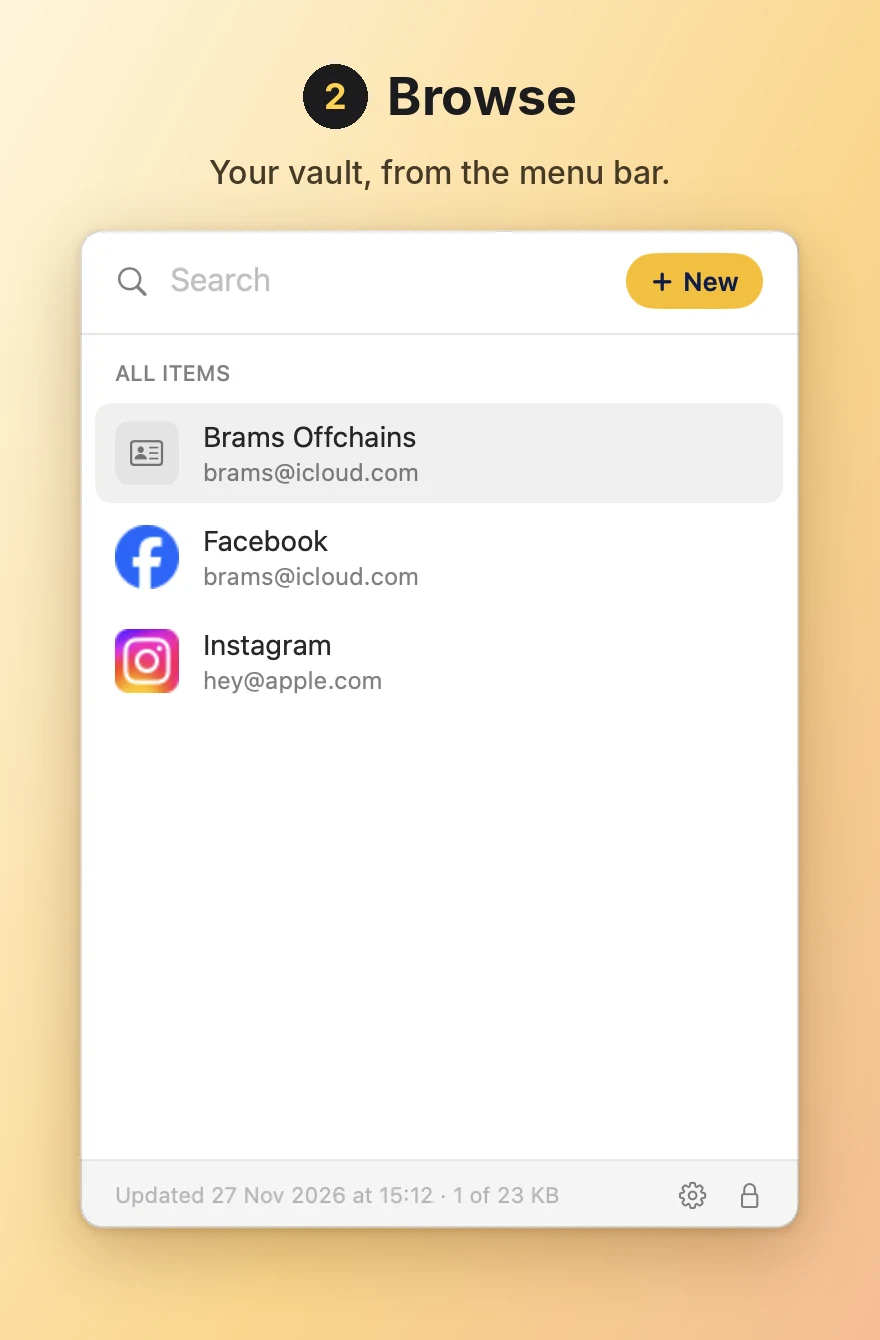 2 Browse
Your vault, from the menu bar.
Search
+ New
ALL ITEMS
Brams Offchains
brams@icloud.com
Facebook
brams@icloud.com
Instagram
hey@apple.com
Updated 27 Nov 2026 at 15:12 · 1 of 23 KB